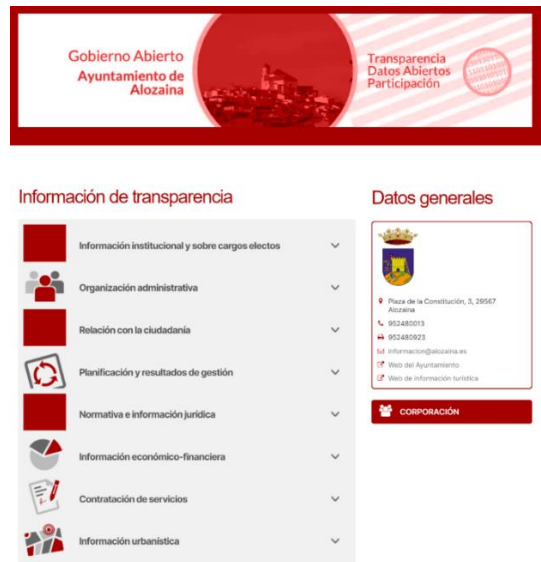 Gobierno Abierto
Ayuntamiento de
Alozaina
Transparencia
Datos Abiertos
Participación
Información de transparencia
Información institucional y sobre cargos electos
Organización administrativa
Relación con la ciudadanía
Planificación y resultados de gestión
Normativa e información jurídica
Información económico-financiera
Contratación de servicios
Información urbanística
Datos generales
Plaza de la Constitución, 3, 29567
Alozaina
952480013
952480923
informacion@alozaina.es
Web del Ayuntamiento
Web de información turística
CORPORACIÓN